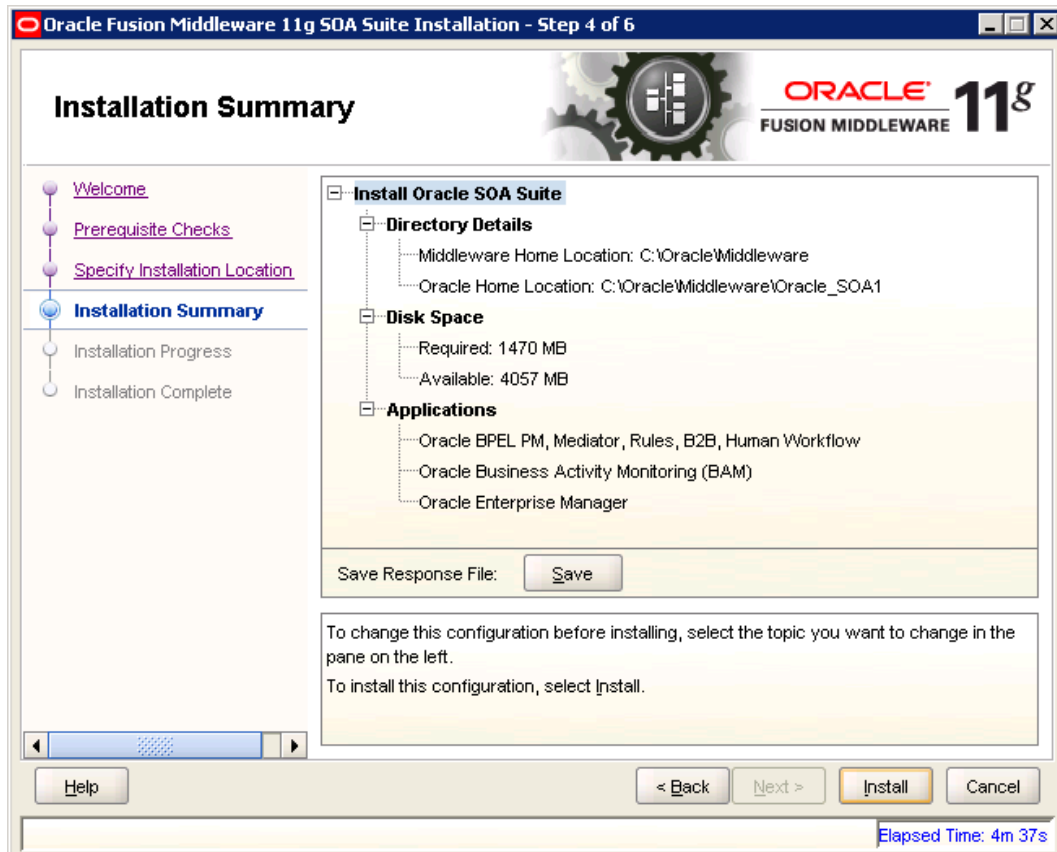 Oracle Fusion Middleware 11g SOA Suite Installation - Step 4 of 6
Installation Summary
ORACLE
FUSION MIDDLEWARE
11g
Welcome
Prerequisite Checks
Specify Installation Location
Installation Summary
Installation Progress
Installation Complete
Install Oracle SOA Suite
Directory Details
Middleware Home Location: C:\Oracle\Middleware
Oracle Home Location: C:\Oracle\Middleware\Oracle_SOA1
Disk Space
Required: 1470 MB
Available: 4057 MB
Applications
Oracle BPEL PM, Mediator, Rules, B2B, Human Workflow
Oracle Business Activity Monitoring (BAM)
Oracle Enterprise Manager
Save Response File:
Save
To change this configuration before installing, select the topic you want to change in the
pane on the left.
To install this configuration, select Install.
Help
< Back
Next >
Install
Cancel
Elapsed Time: 4m 37s